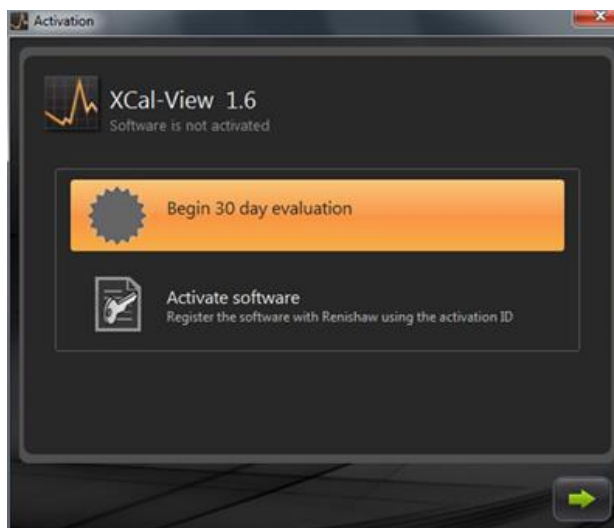 Activation
XCal-View 1.6
Software is not activated
Begin 30 day evaluation
Activate software
Register the software with Renishaw using the activation ID